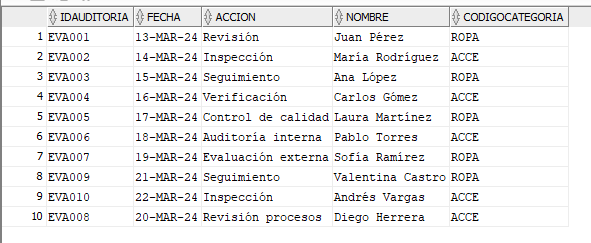 IDAUDITORIA FECHA ACCION NOMBRE CODIGOCATEGORIA
1 EVA001 13-MAR-24 Revisión Juan Pérez ROPA
2 EVA002 14-MAR-24 Inspección María Rodríguez ACCE
3 EVA003 15-MAR-24 Seguimiento Ana López ROPA
4 EVA004 16-MAR-24 Verificación Carlos Gómez ACCE
5 EVA005 17-MAR-24 Control de calidad Laura Martínez ROPA
6 EVA006 18-MAR-24 Auditoría interna Pablo Torres ACCE
7 EVA007 19-MAR-24 Evaluación externa Sofía Ramírez ROPA
8 EVA009 21-MAR-24 Seguimiento Valentina Castro ROPA
9 EVA010 22-MAR-24 Inspección Andrés Vargas ACCE
10 EVA008 20-MAR-24 Revisión procesos Diego Herrera ACCE